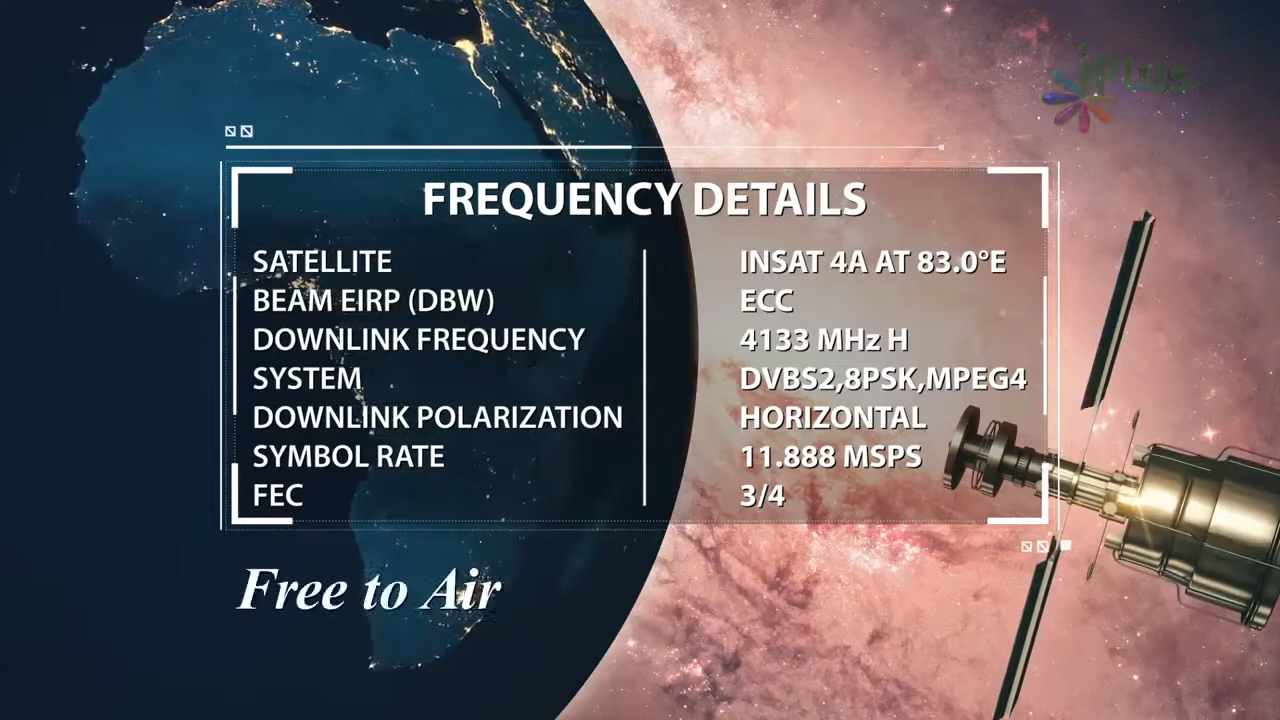 iPlus
FREQUENCY DETAILS
SATELLITE INSAT 4A AT 83.0°E
BEAM EIRP (DBW) ECC
DOWNLINK FREQUENCY 4133 MHz H
SYSTEM DVBS2,8PSK,MPEG4
DOWNLINK POLARIZATION HORIZONTAL
SYMBOL RATE 11.888 MSPS
FEC 3/4
Free to Air